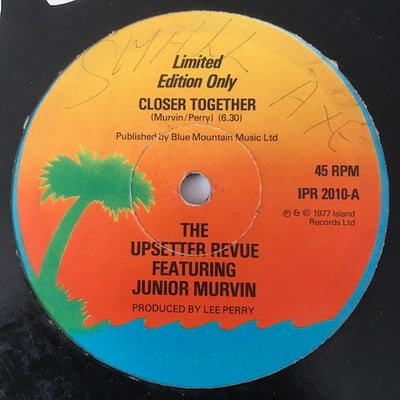 SMALL
AXE
Limited
Edition Only
CLOSER TOGETHER
(Murvin/Perry) (6.30)
Published by Blue Mountain Music Ltd
45 RPM
IPR 2010-A
℗ & © 1977 Island
Records Ltd
THE
UPSETTER REVUE
FEATURING
JUNIOR MURVIN
PRODUCED BY LEE PERRY